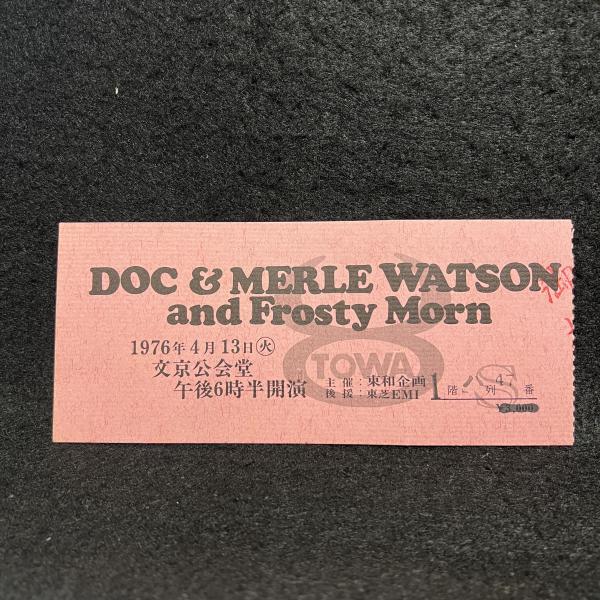 DOC & MERLE WATSON
and Frosty Morn
1976年4月13日㊋
文京公会堂
午後6時半開演
TOWA
主催:東和企画
後援:東芝EMI
1階ハ列47番
S
¥3,000